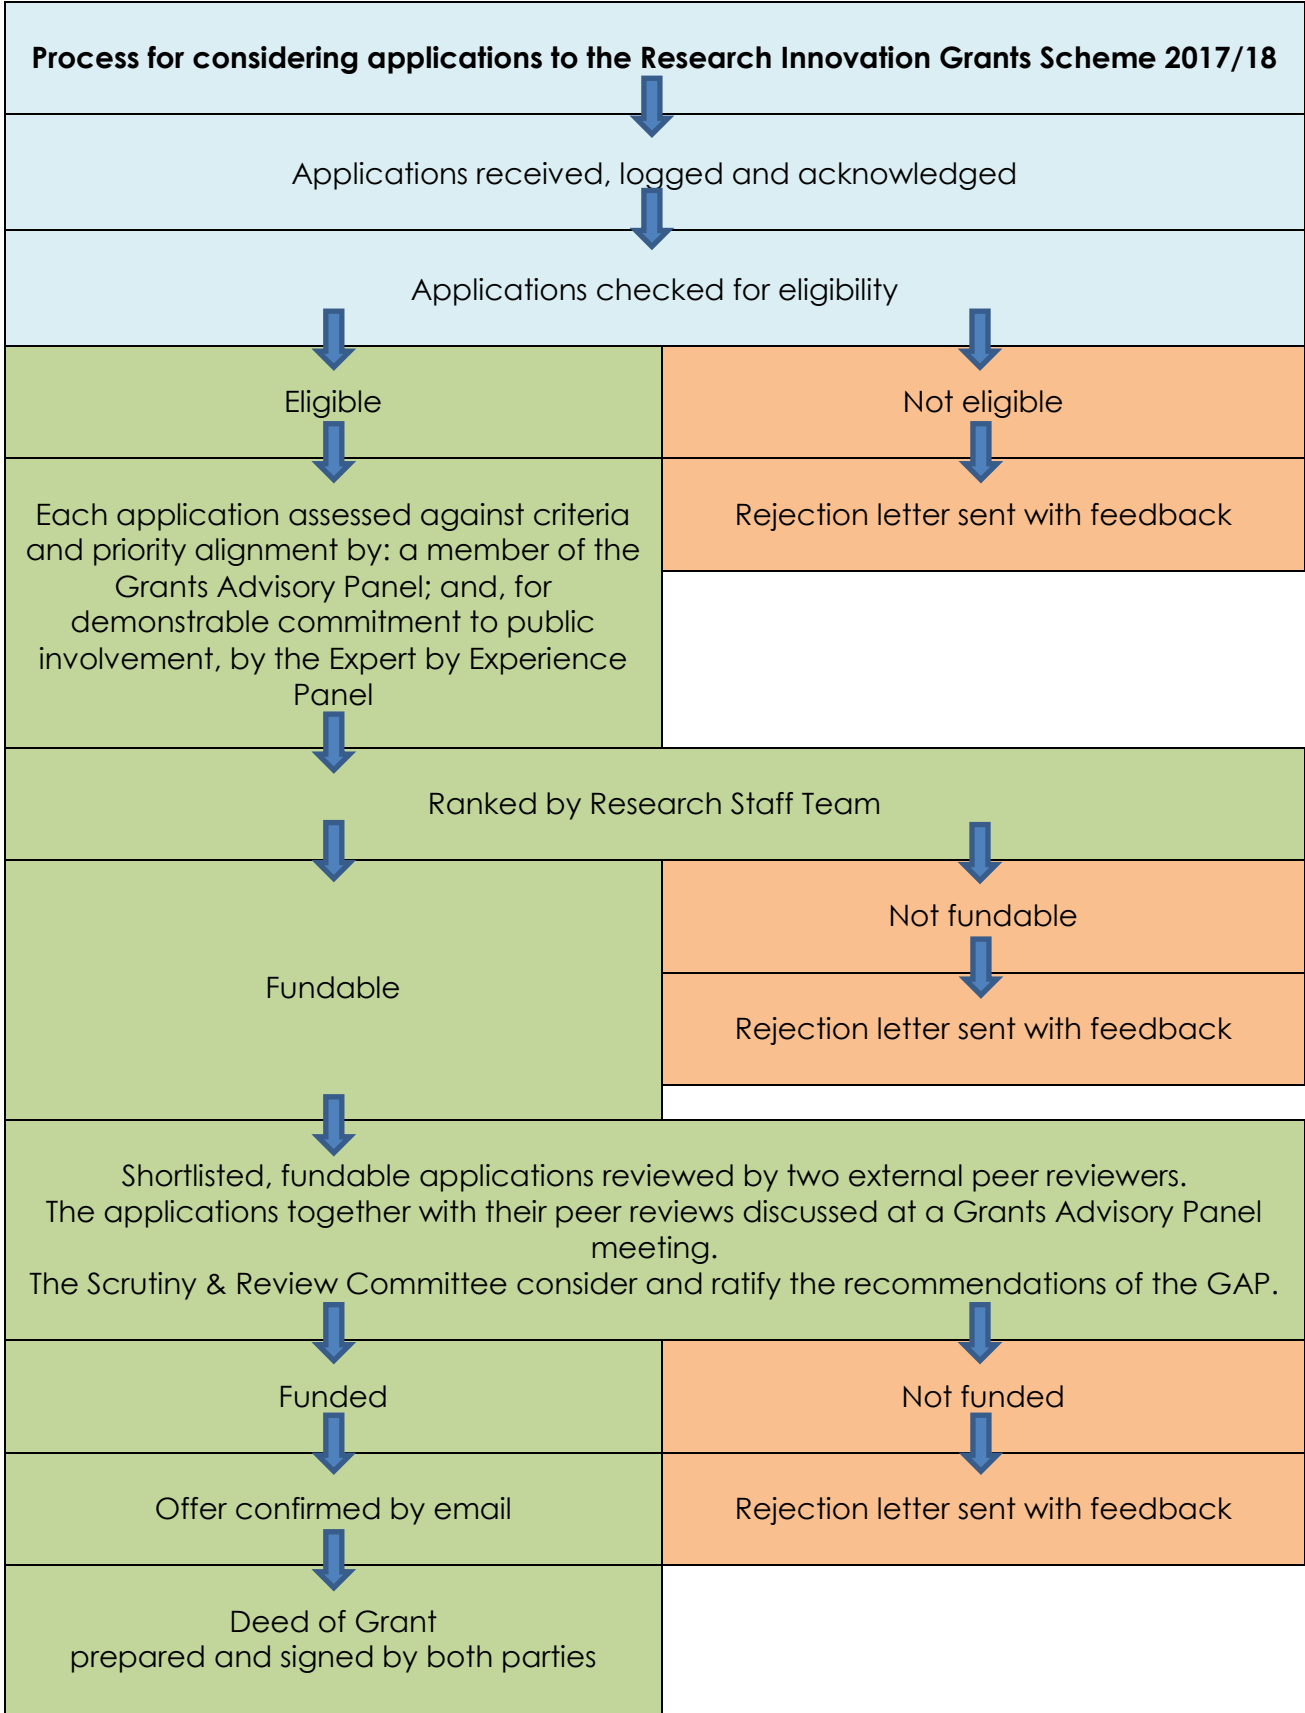 Process for considering applications to the Research Innovation Grants Scheme 2017/18
Applications received, logged and acknowledged
Applications checked for eligibility
Eligible
Not eligible
Each application assessed against criteria
and priority alignment by: a member of the
Grants Advisory Panel; and, for
demonstrable commitment to public
involvement, by the Expert by Experience
Panel
Rejection letter sent with feedback
Ranked by Research Staff Team
Fundable
Not fundable
Rejection letter sent with feedback
Shortlisted, fundable applications reviewed by two external peer reviewers.
The applications together with their peer reviews discussed at a Grants Advisory Panel
meeting.
The Scrutiny & Review Committee consider and ratify the recommendations of the GAP.
Funded
Not funded
Offer confirmed by email
Rejection letter sent with feedback
Deed of Grant
prepared and signed by both parties